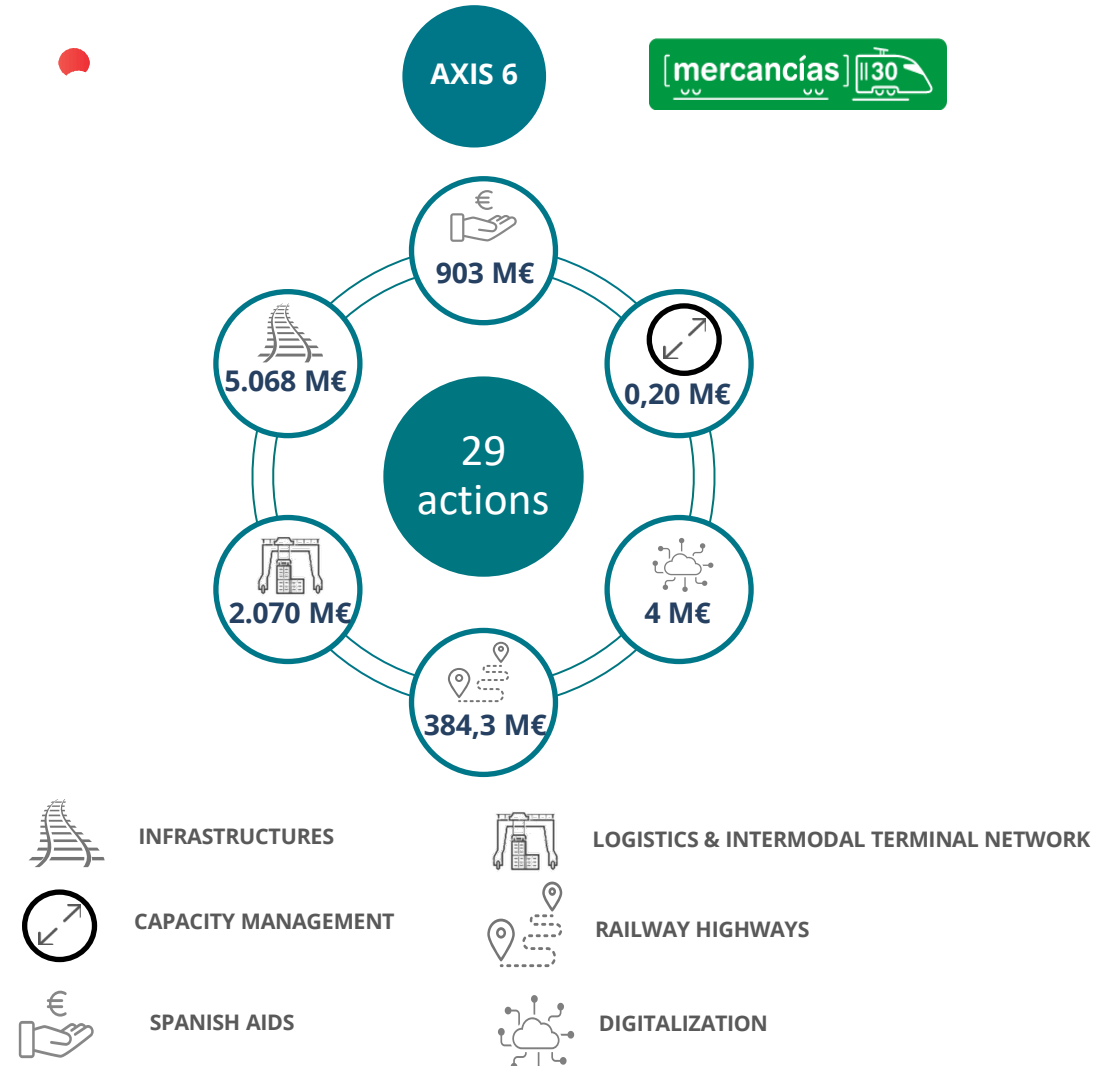 AXIS 6
[mercancías] 30
€
903 M€
5.068 M€
0,20 M€
29
actions
2.070 M€
4 M€
384,3 M€
INFRASTRUCTURES
LOGISTICS & INTERMODAL TERMINAL NETWORK
CAPACITY MANAGEMENT
RAILWAY HIGHWAYS
€
SPANISH AIDS
DIGITALIZATION